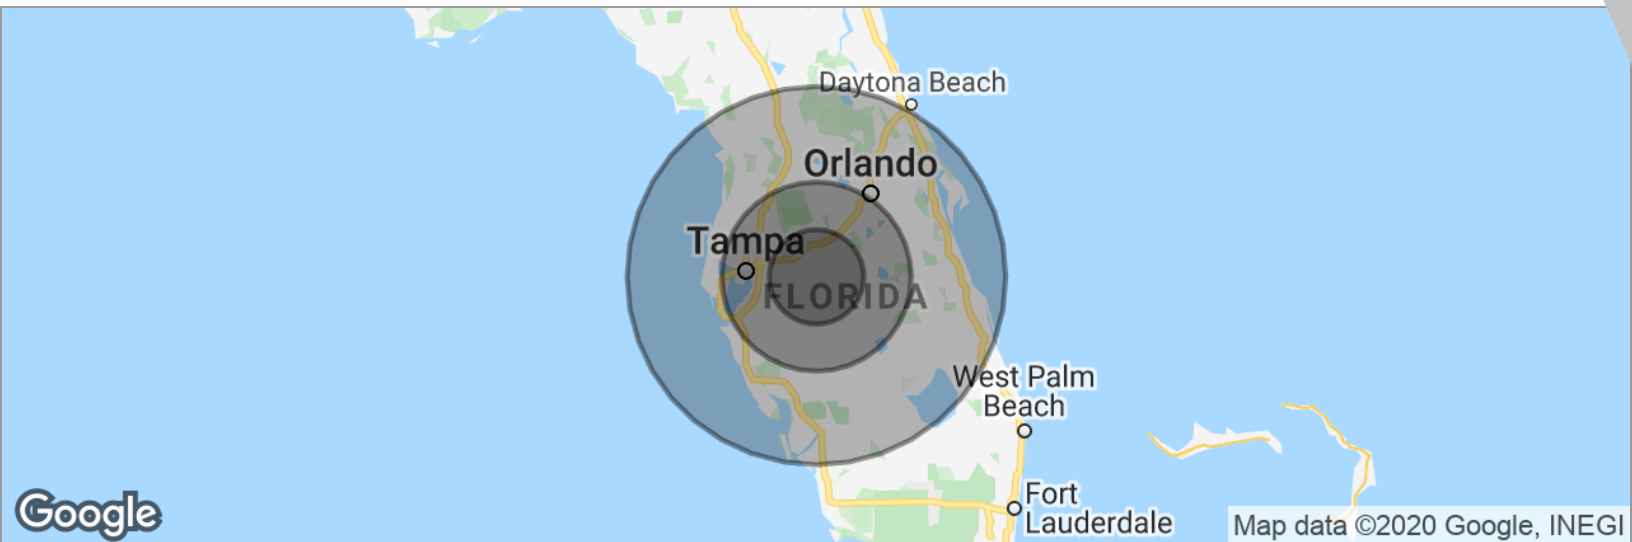 Daytona Beach
Orlando
Tampa
FLORIDA
West Palm
Beach
Fort
Lauderdale
Google
Map data ©2020 Google, INEGI